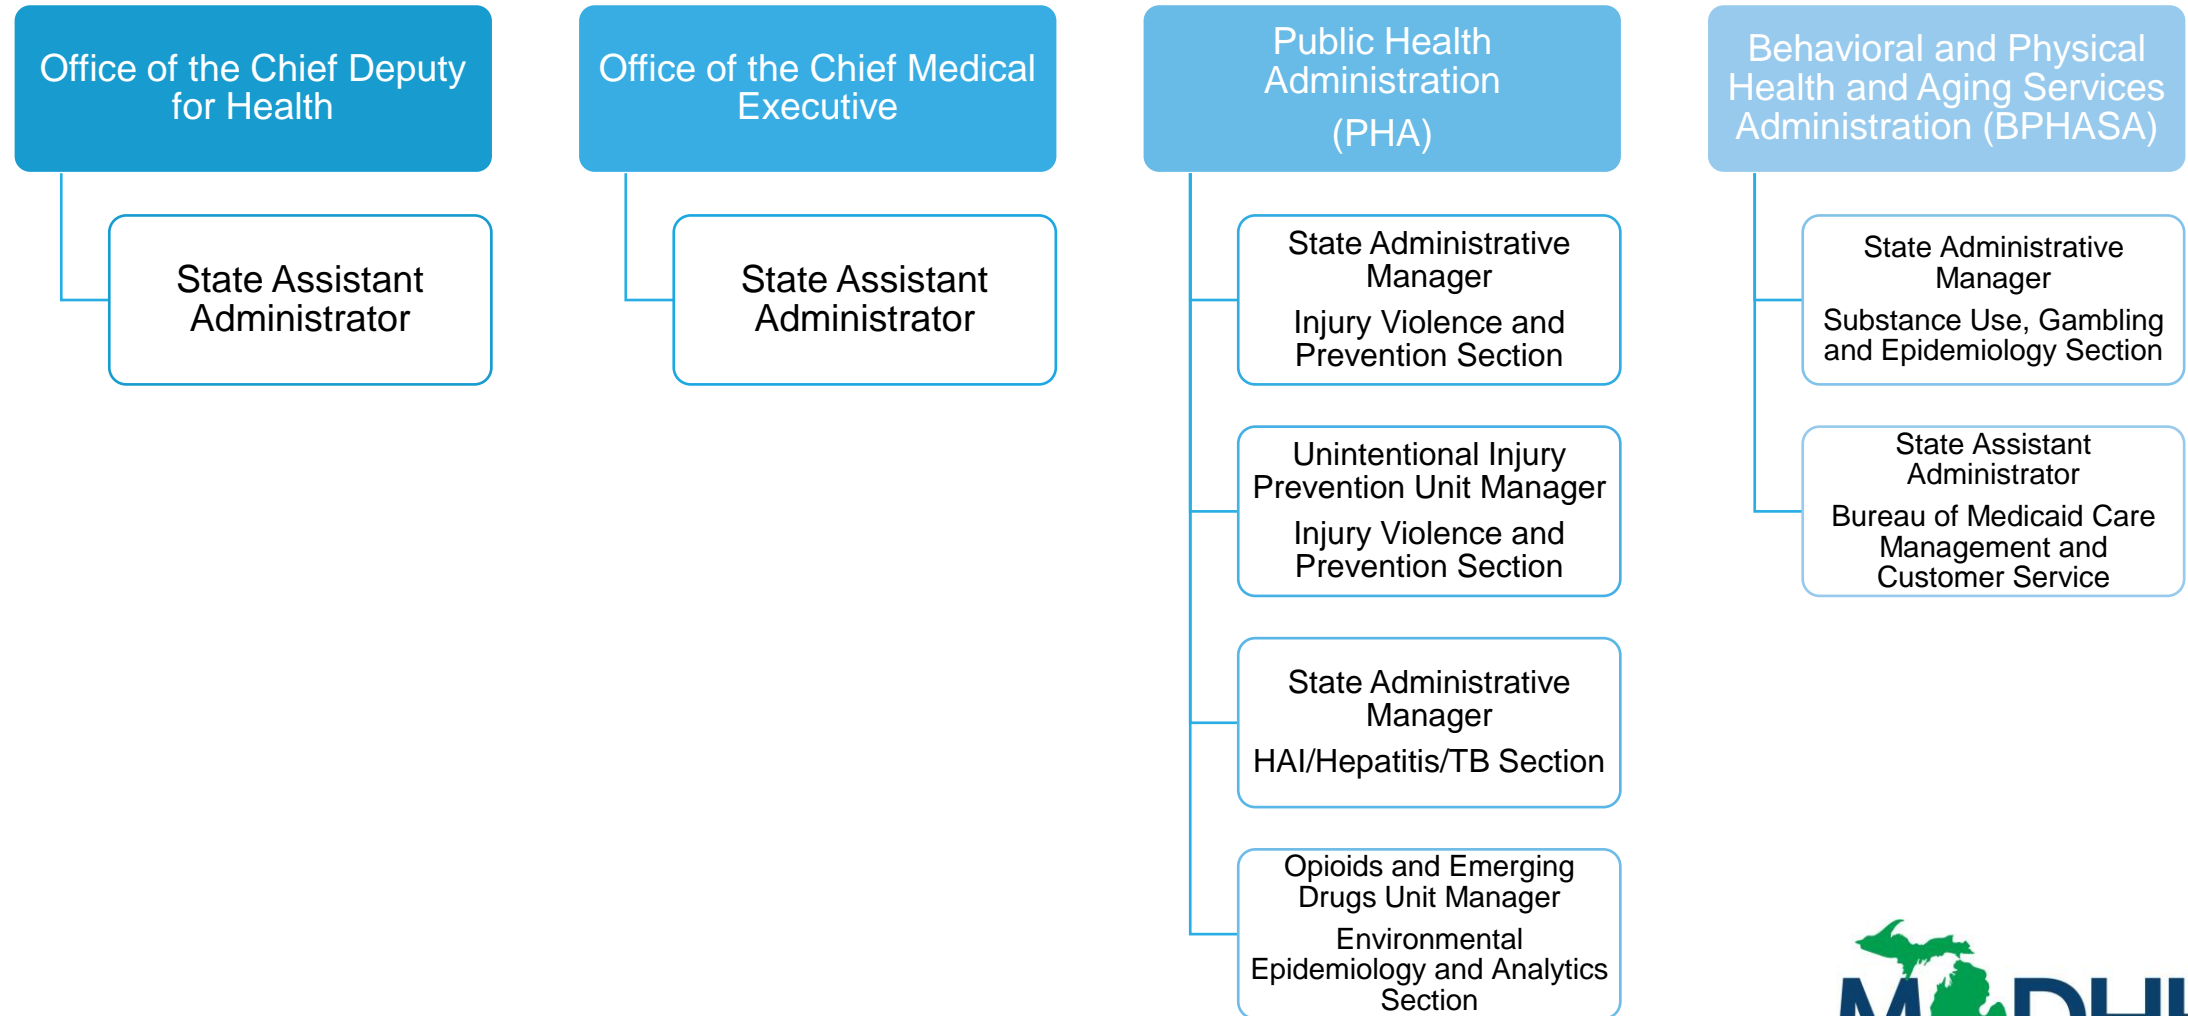 Office of the Chief Deputy
for Health
State Assistant
Administrator
Office of the Chief Medical
Executive
State Assistant
Administrator
Public Health
Administration
(PHA)
State Administrative
Manager
Injury Violence and
Prevention Section
Unintentional Injury
Prevention Unit Manager
Injury Violence and
Prevention Section
State Administrative
Manager
HAI/Hepatitis/TB Section
Opioids and Emerging
Drugs Unit Manager
Environmental
Epidemiology and Analytics
Section
Behavioral and Physical
Health and Aging Services
Administration (BPHASA)
State Administrative
Manager
Substance Use, Gambling
and Epidemiology Section
State Assistant
Administrator
Bureau of Medicaid Care
Management and
Customer Service